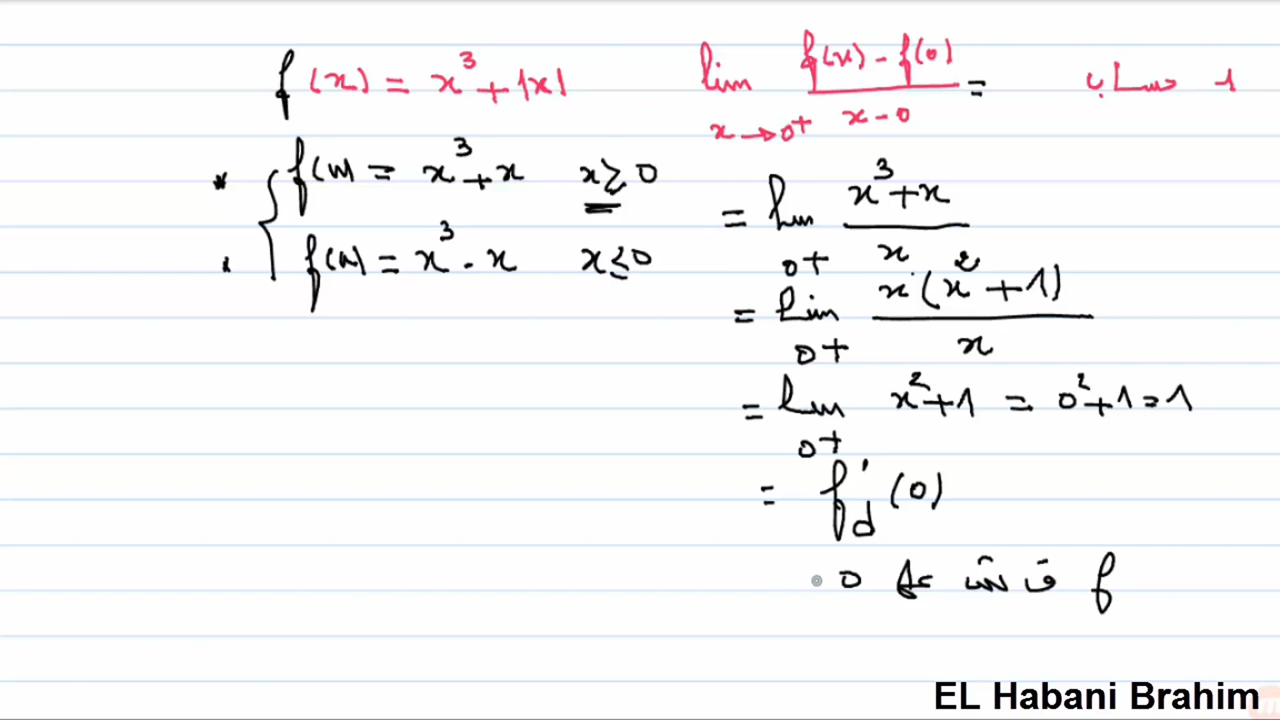 f(x) = x³ + |x|
lim x→0+ (f(x) - f(0))/(x - 0) = حساب 1
* { f(x) = x³ + x x ≥ 0
f(x) = x³ - x x ≤ 0
= lim 0+ (x³ + x)/x
= lim 0+ x(x² + 1)/x
= lim 0+ x² + 1 = 0² + 1 = 1
= f'd (0)
f ق ش على 0
EL Habani Brahim